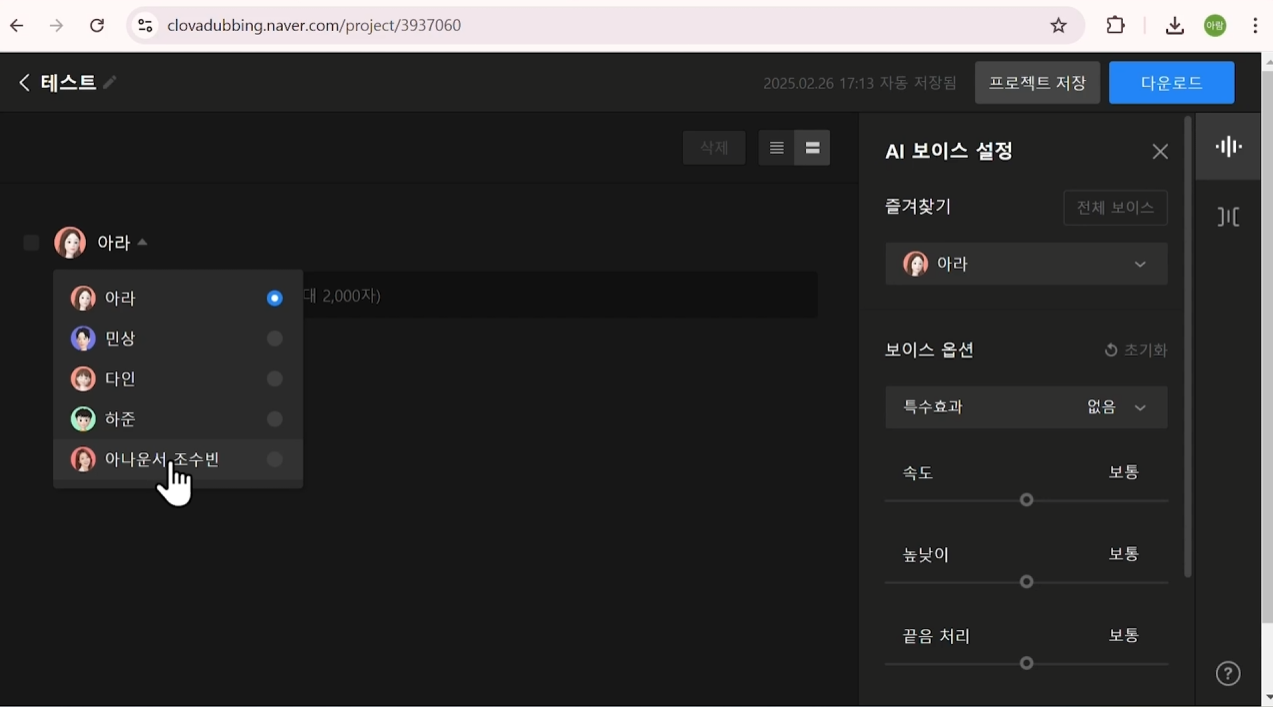 clovadubbing.naver.com/project/3937060
아람
테스트
2025.02.26 17:13 자동 저장됨
프로젝트 저장
다운로드
삭제
아라
아라
민상
다인
하준
아나운서 조수빈
대 2,000자)
AI 보이스 설정
즐겨찾기
전체 보이스
아라
보이스 옵션
초기화
특수효과 없음
속도 보통
높낮이 보통
끝음 처리 보통
?